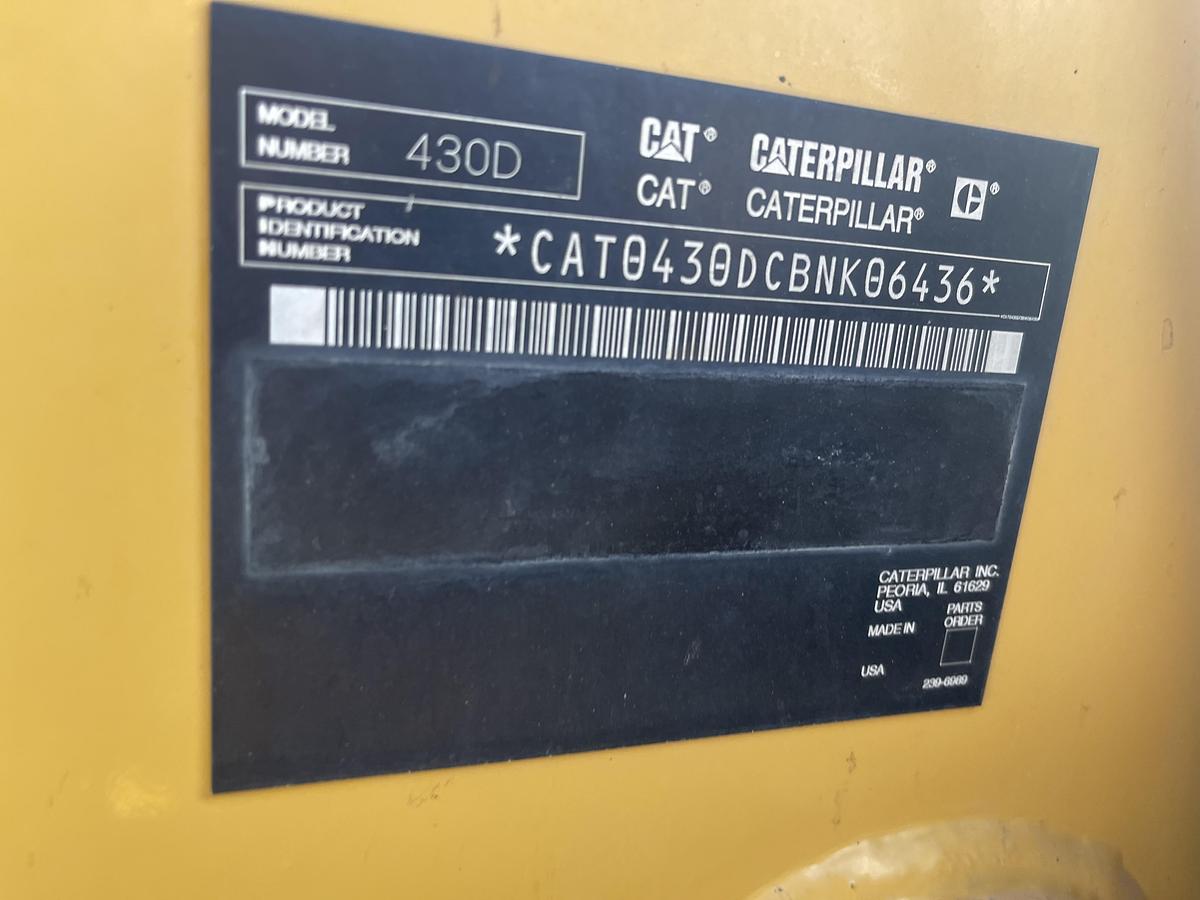 MODEL
NUMBER
430D
CAT® CATERPILLAR®
CAT® CATERPILLAR®
PRODUCT
IDENTIFICATION
NUMBER
*CAT0430DCBNK06436*
CATERPILLAR INC.
PEORIA, IL 61629
USA
PARTS
ORDER
MADE IN
USA
239-6989